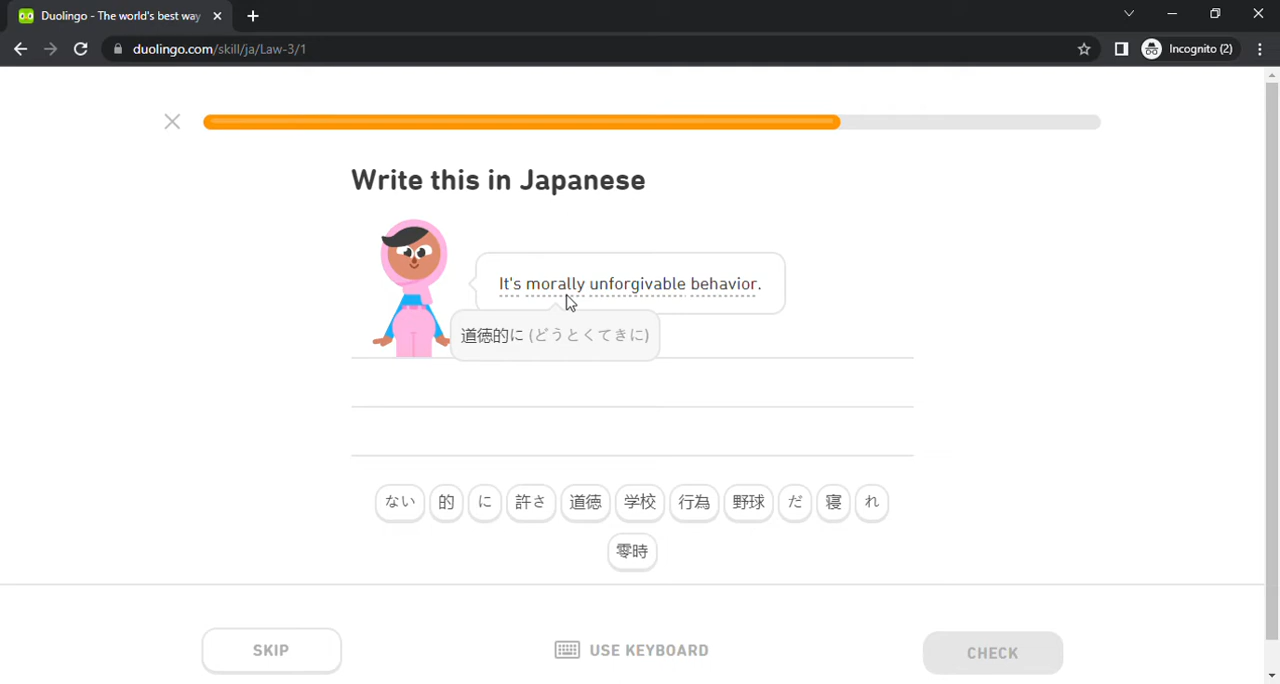 Duolingo - The world's best way
duolingo.com/skill/ja/Law-3/1
Incognito (2)
Write this in Japanese
It's morally unforgivable behavior.
道徳的に (どうとくてきに)
ない 的 に 許さ 道徳 学校 行為 野球 だ 寝 れ
零時
SKIP
USE KEYBOARD
CHECK